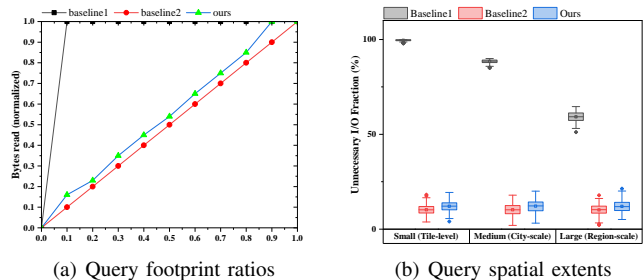 baseline1 baseline2 ours
1.0
0.9
0.8
0.7
0.6
0.5
0.4
0.3
0.2
0.1
0.0
Bytes read (normalized)
0.0 0.1 0.2 0.3 0.4 0.5 0.6 0.7 0.8 0.9 1.0
(a) Query footprint ratios
Baseline1 Baseline2 Ours
100
50
0
Unnecessary I/O Fraction (%)
Small (Tile-level) Medium (City-scale) Large (Region-scale)
(b) Query spatial extents